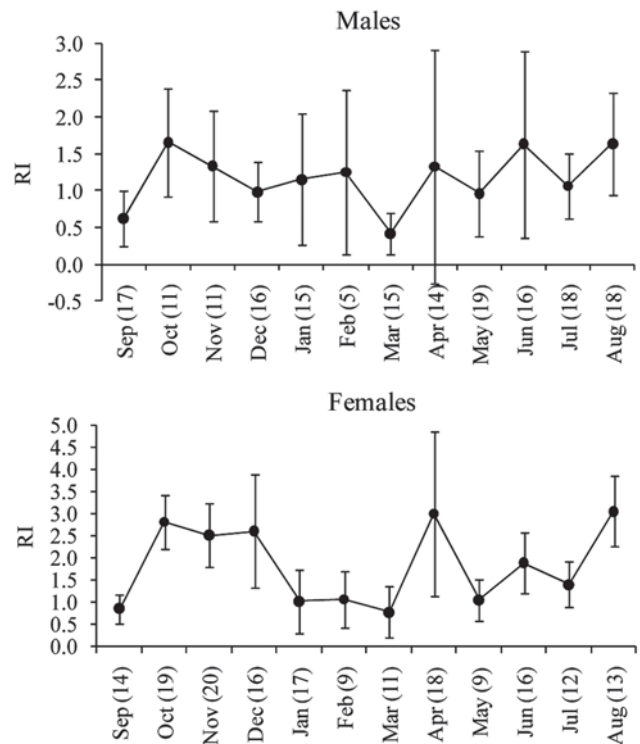 Males
3.0
2.5
2.0
1.5
1.0
0.5
0.0
-0.5
RI
Sep (17)
Oct (11)
Nov (11)
Dec (16)
Jan (15)
Feb (5)
Mar (15)
Apr (14)
May (19)
Jun (16)
Jul (18)
Aug (18)
Females
5.0
4.5
4.0
3.5
3.0
2.5
2.0
1.5
1.0
0.5
0.0
RI
Sep (14)
Oct (19)
Nov (20)
Dec (16)
Jan (17)
Feb (9)
Mar (11)
Apr (18)
May (9)
Jun (16)
Jul (12)
Aug (13)